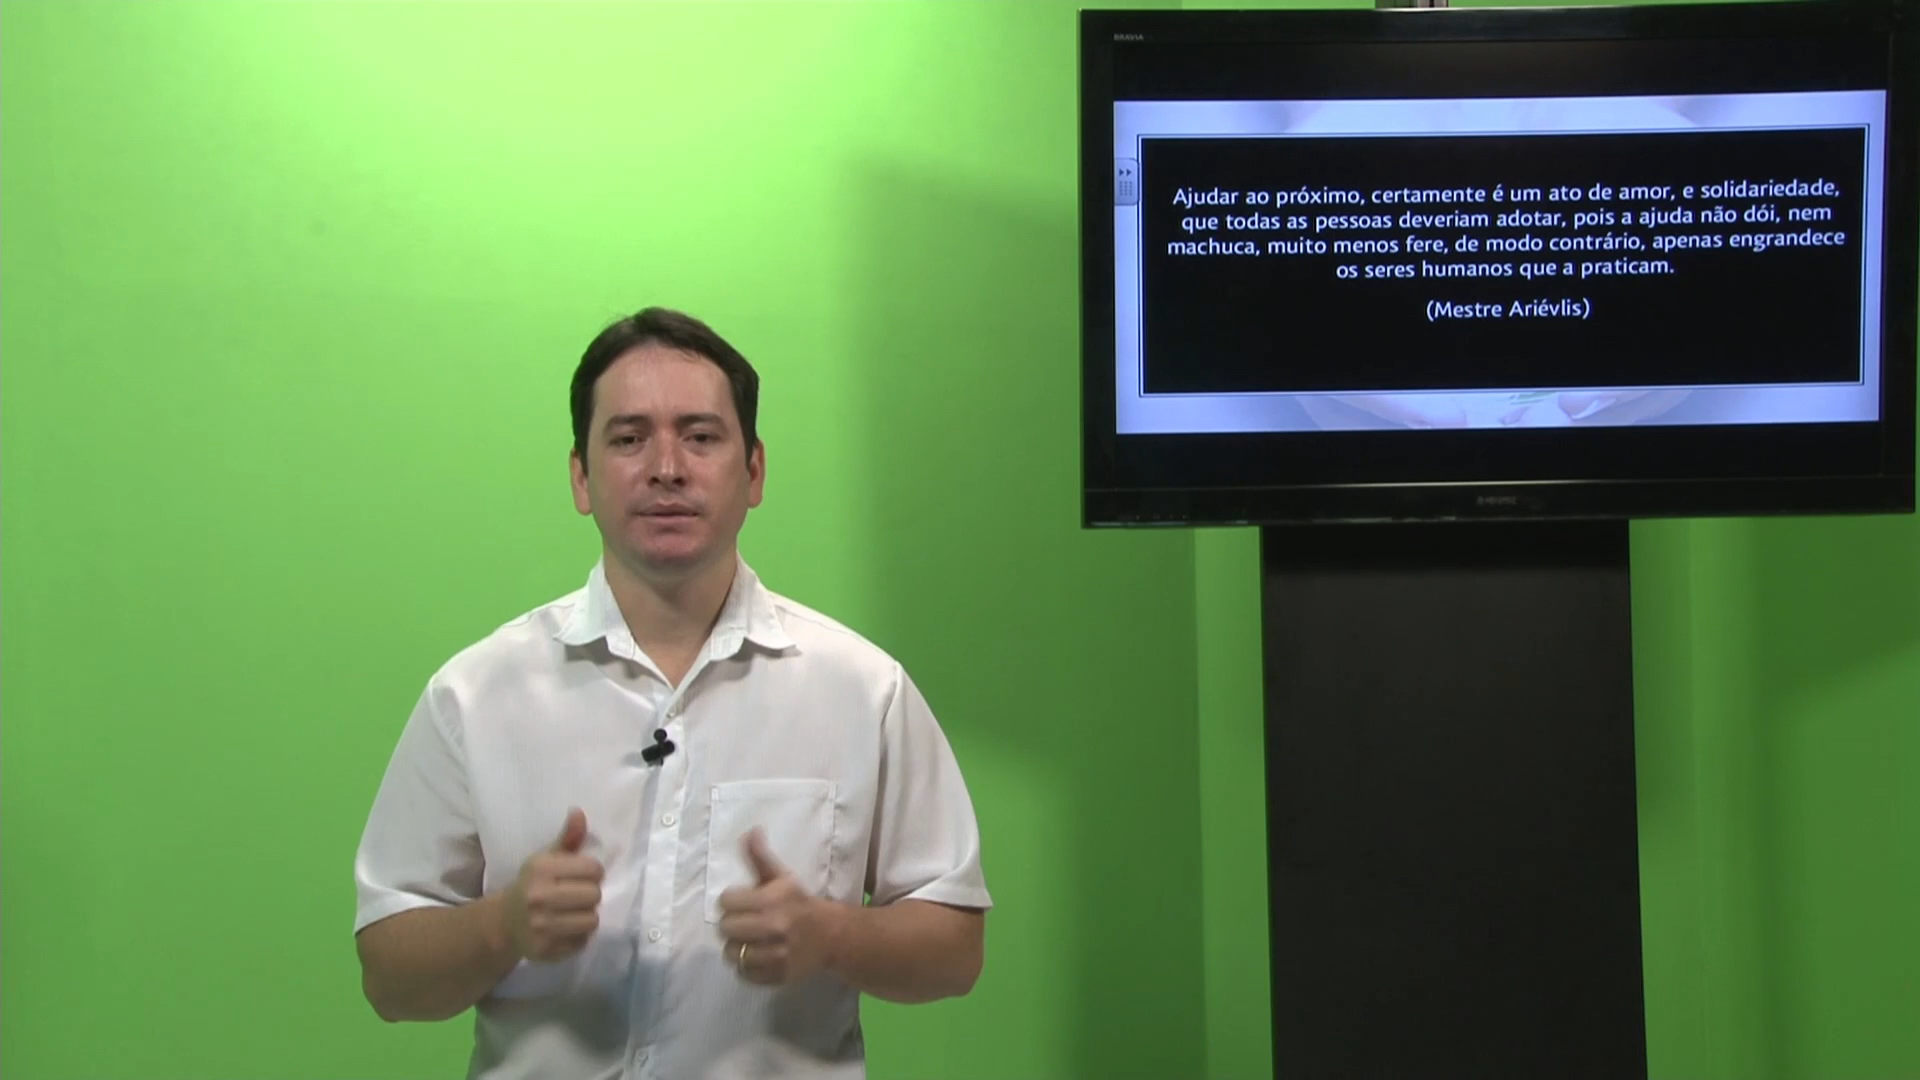 BRAVIA
Ajudar ao próximo, certamente é um ato de amor, e solidariedade,
que todas as pessoas deveriam adotar, pois a ajuda não dói, nem
machuca, muito menos fere, de modo contrário, apenas engrandece
os seres humanos que a praticam.
(Mestre Ariévlis)